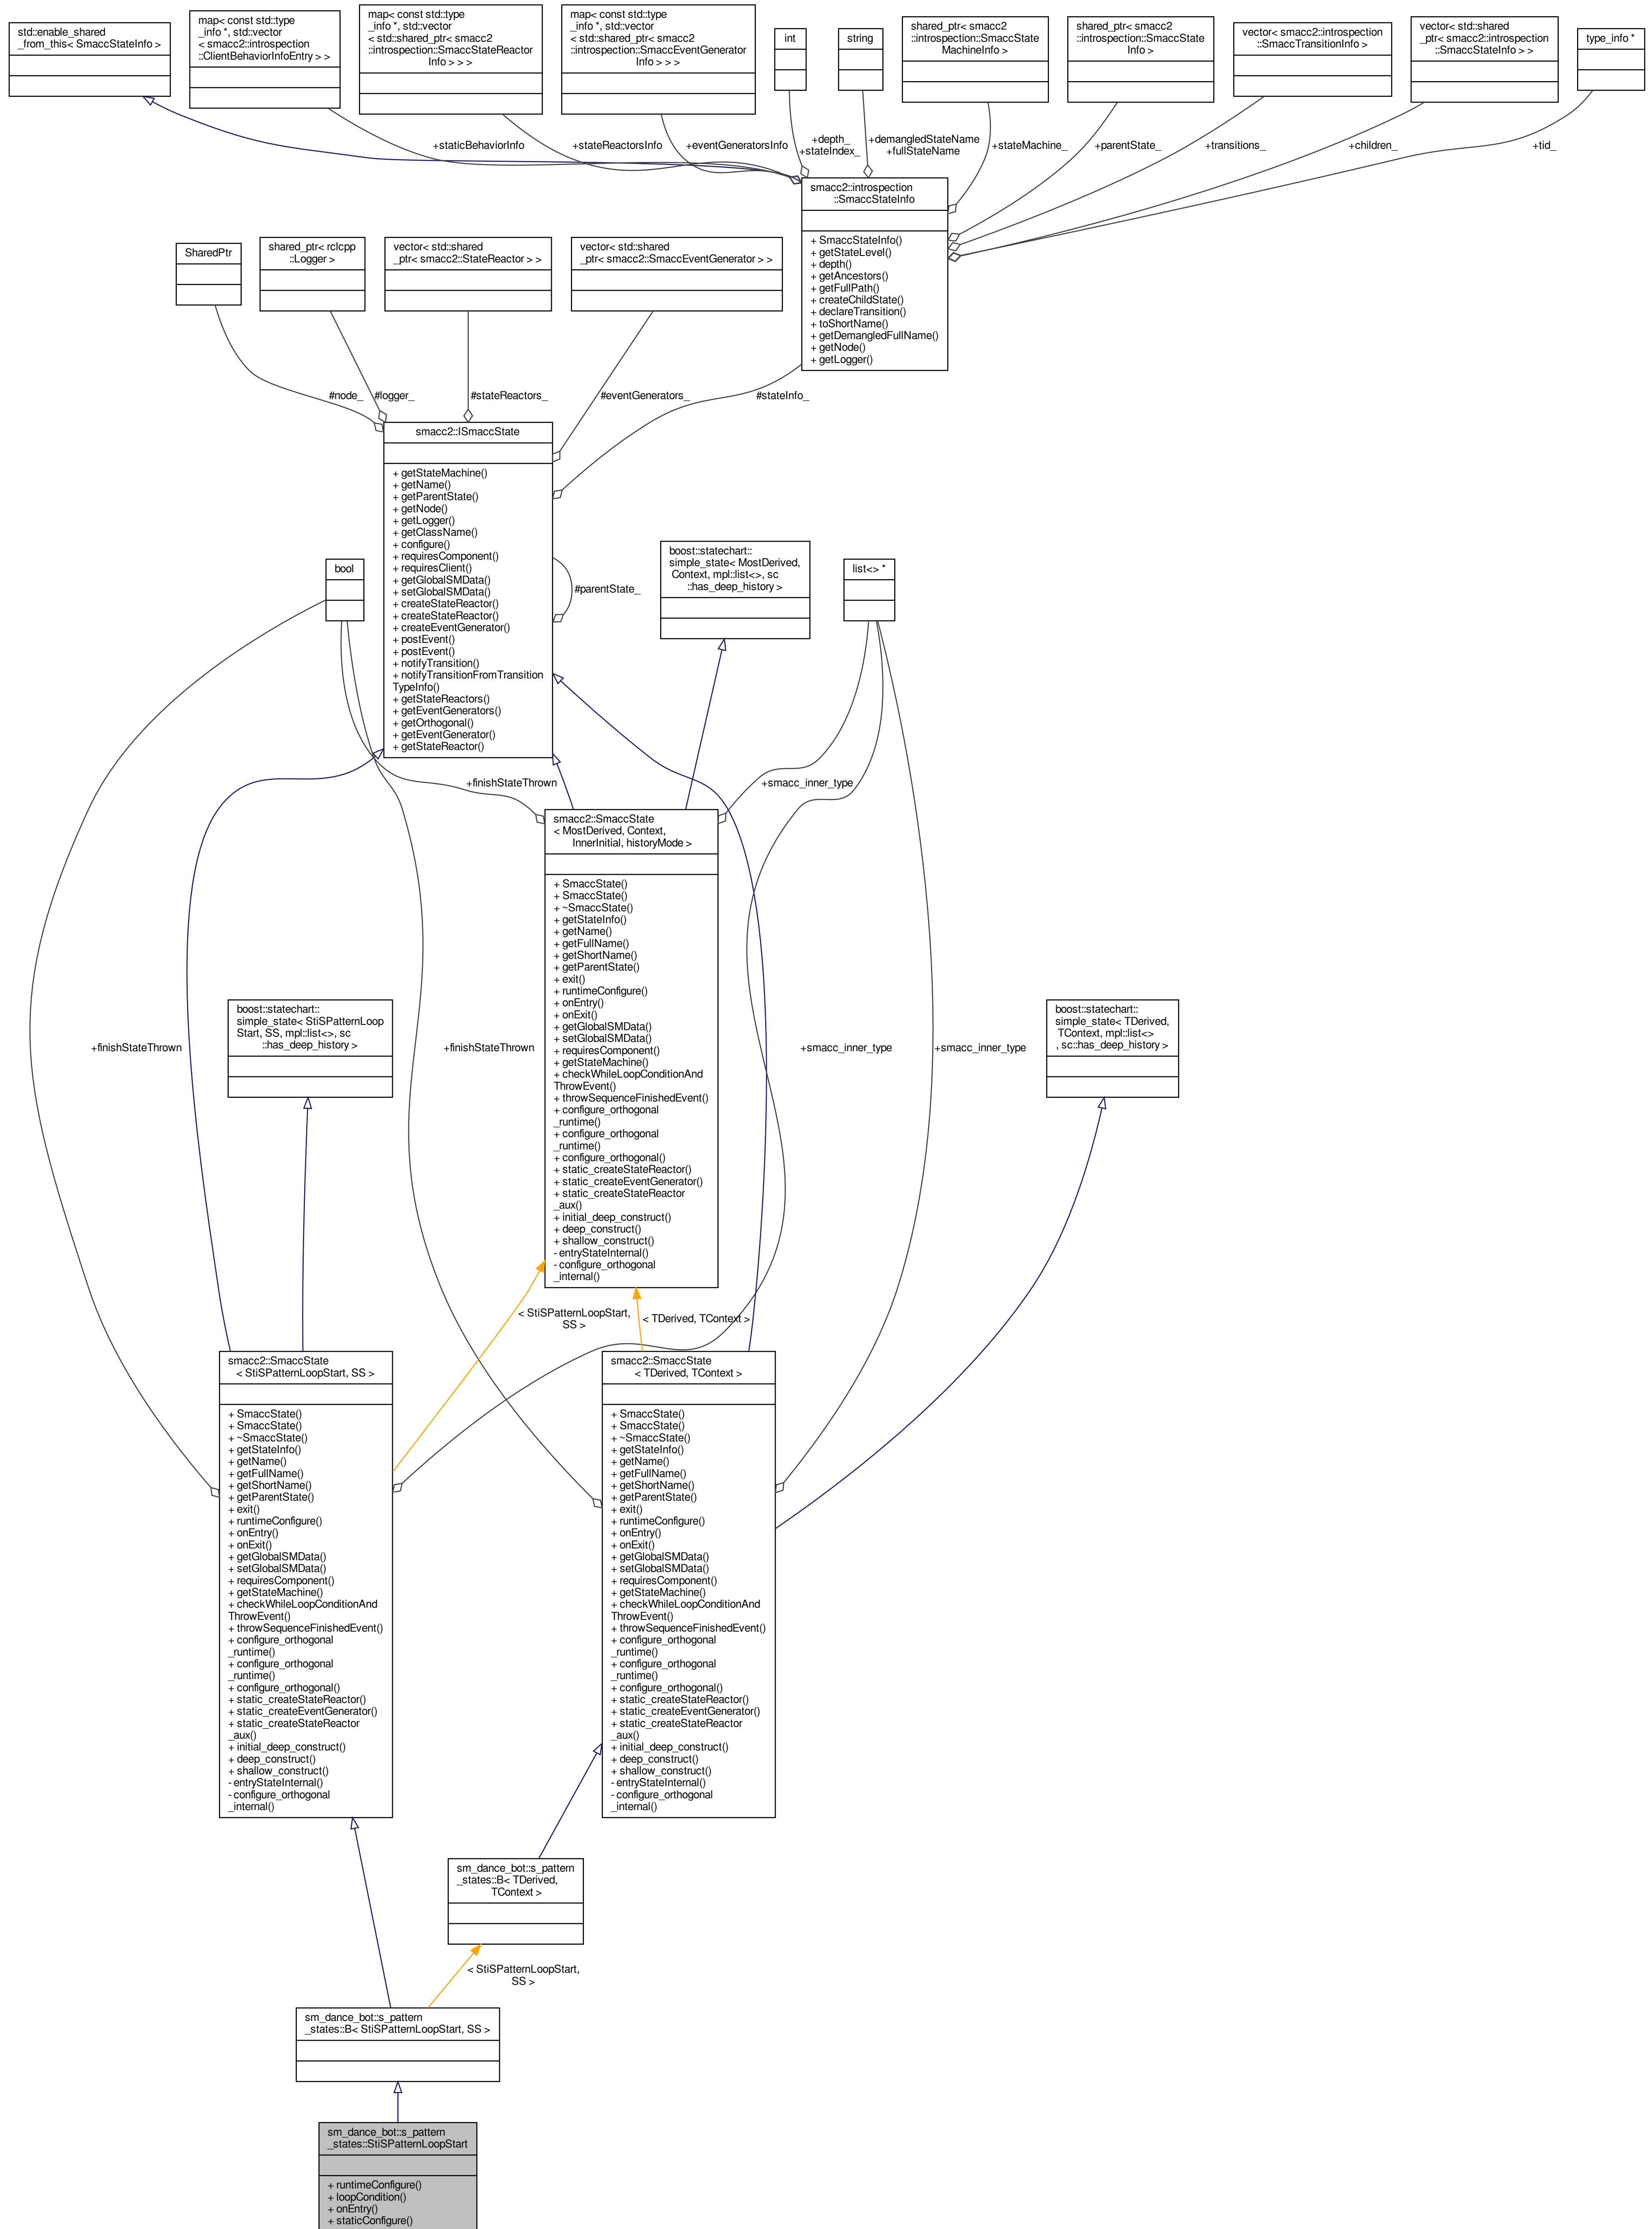 std::enable_shared
_from_this< SmaccStateInfo >
map< const std::type
_info *, std::vector
< smacc2::introspection
::ClientBehaviorInfoEntry > >
map< const std::type
_info *, std::vector
< std::shared_ptr< smacc2
::introspection::SmaccStateReactor
Info > > >
map< const std::type
_info *, std::vector
< std::shared_ptr< smacc2
::introspection::SmaccEventGenerator
Info > > >
int
string
shared_ptr< smacc2
::introspection::SmaccState
MachineInfo >
shared_ptr< smacc2
::introspection::SmaccState
Info >
vector< smacc2::introspection
::SmaccTransitionInfo >
vector< std::shared
_ptr< smacc2::introspection
::SmaccStateInfo > >
type_info *
+staticBehaviorInfo
+stateReactorsInfo
+eventGeneratorsInfo
+depth_
+stateIndex_
+demangledStateName
+fullStateName
+stateMachine_
+parentState_
+transitions_
+children_
+tid_
smacc2::introspection
::SmaccStateInfo
+ SmaccStateInfo()
+ getStateLevel()
+ depth()
+ getAncestors()
+ getFullPath()
+ createChildState()
+ declareTransition()
+ toShortName()
+ getDemangledFullName()
+ getNode()
+ getLogger()
SharedPtr
shared_ptr< rclcpp
::Logger >
vector< std::shared
_ptr< smacc2::StateReactor > >
vector< std::shared
_ptr< smacc2::SmaccEventGenerator > >
#node_
#logger_
#stateReactors_
#eventGenerators_
#stateInfo_
smacc2::ISmaccState
+ getStateMachine()
+ getName()
+ getParentState()
+ getNode()
+ getLogger()
+ getClassName()
+ configure()
+ requiresComponent()
+ requiresClient()
+ getGlobalSMData()
+ setGlobalSMData()
+ createStateReactor()
+ createStateReactor()
+ createEventGenerator()
+ postEvent()
+ postEvent()
+ notifyTransition()
+ notifyTransitionFromTransition
TypeInfo()
+ getStateReactors()
+ getEventGenerators()
+ getOrthogonal()
+ getEventGenerator()
+ getStateReactor()
#parentState_
bool
boost::statechart::
simple_state< MostDerived,
Context, mpl::list<>, sc
::has_deep_history >
list<> *
+finishStateThrown
+smacc_inner_type
smacc2::SmaccState
< MostDerived, Context,
InnerInitial, historyMode >
+ SmaccState()
+ SmaccState()
+ ~SmaccState()
+ getStateInfo()
+ getName()
+ getFullName()
+ getShortName()
+ getParentState()
+ exit()
+ runtimeConfigure()
+ onEntry()
+ onExit()
+ getGlobalSMData()
+ setGlobalSMData()
+ requiresComponent()
+ getStateMachine()
+ checkWhileLoopConditionAnd
ThrowEvent()
+ throwSequenceFinishedEvent()
+ configure_orthogonal
_runtime()
+ configure_orthogonal
_runtime()
+ configure_orthogonal()
+ static_createStateReactor()
+ static_createEventGenerator()
+ static_createStateReactor
_aux()
+ initial_deep_construct()
+ deep_construct()
+ shallow_construct()
- entryStateInternal()
- configure_orthogonal
_internal()
boost::statechart::
simple_state< StiSPatternLoop
Start, SS, mpl::list<>, sc
::has_deep_history >
boost::statechart::
simple_state< TDerived,
TContext, mpl::list<>
, sc::has_deep_history >
+finishStateThrown
+finishStateThrown
+smacc_inner_type
+smacc_inner_type
< StiSPatternLoopStart,
SS >
< TDerived, TContext >
smacc2::SmaccState
< StiSPatternLoopStart, SS >
+ SmaccState()
+ SmaccState()
+ ~SmaccState()
+ getStateInfo()
+ getName()
+ getFullName()
+ getShortName()
+ getParentState()
+ exit()
+ runtimeConfigure()
+ onEntry()
+ onExit()
+ getGlobalSMData()
+ setGlobalSMData()
+ requiresComponent()
+ getStateMachine()
+ checkWhileLoopConditionAnd
ThrowEvent()
+ throwSequenceFinishedEvent()
+ configure_orthogonal
_runtime()
+ configure_orthogonal
_runtime()
+ configure_orthogonal()
+ static_createStateReactor()
+ static_createEventGenerator()
+ static_createStateReactor
_aux()
+ initial_deep_construct()
+ deep_construct()
+ shallow_construct()
- entryStateInternal()
- configure_orthogonal
_internal()
smacc2::SmaccState
< TDerived, TContext >
+ SmaccState()
+ SmaccState()
+ ~SmaccState()
+ getStateInfo()
+ getName()
+ getFullName()
+ getShortName()
+ getParentState()
+ exit()
+ runtimeConfigure()
+ onEntry()
+ onExit()
+ getGlobalSMData()
+ setGlobalSMData()
+ requiresComponent()
+ getStateMachine()
+ checkWhileLoopConditionAnd
ThrowEvent()
+ throwSequenceFinishedEvent()
+ configure_orthogonal
_runtime()
+ configure_orthogonal
_runtime()
+ configure_orthogonal()
+ static_createStateReactor()
+ static_createEventGenerator()
+ static_createStateReactor
_aux()
+ initial_deep_construct()
+ deep_construct()
+ shallow_construct()
- entryStateInternal()
- configure_orthogonal
_internal()
sm_dance_bot::s_pattern
_states::B< TDerived,
TContext >
< StiSPatternLoopStart,
SS >
sm_dance_bot::s_pattern
_states::B< StiSPatternLoopStart, SS >
sm_dance_bot::s_pattern
_states::StiSPatternLoopStart
+ runtimeConfigure()
+ loopCondition()
+ onEntry()
+ staticConfigure()